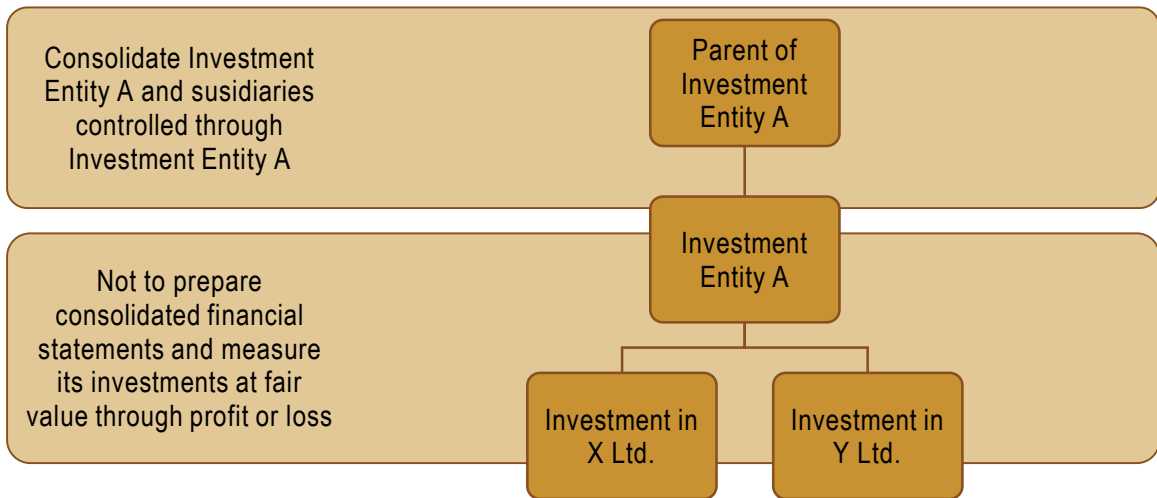 Consolidate Investment
Entity A and susidiaries
controlled through
Investment Entity A
Parent of
Investment
Entity A
Investment
Entity A
Not to prepare
consolidated financial
statements and measure
its investments at fair
value through profit or loss
Investment in
X Ltd.
Investment in
Y Ltd.